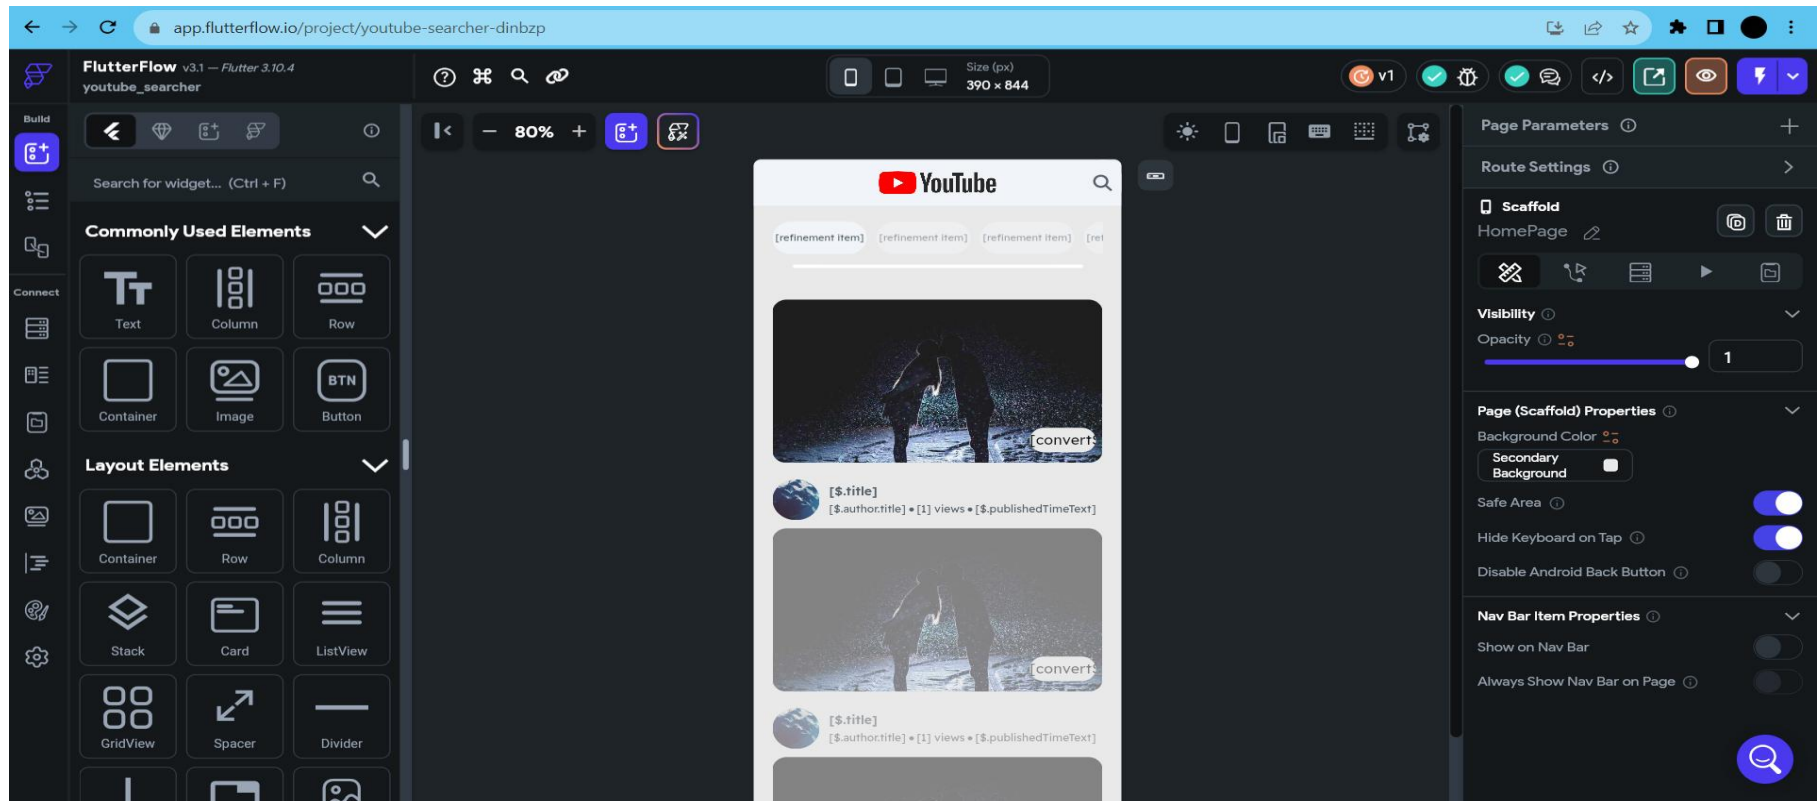 app.flutterflow.io/project/youtube-searcher-dinbzp
FlutterFlow v3.1 — Flutter 3.10.4
youtube_searcher
Size (px)
390 × 844
v1
Build
Connect
Search for widget... (Ctrl + F)
Commonly Used Elements
Text Column Row
Container Image Button
BTN
Layout Elements
Container Row Column
Stack Card ListView
GridView Spacer Divider
80%
YouTube
[refinement item] [refinement item] [refinement item] [ref
[convert
[$.title]
[$.author.title] • [1] views • [$.publishedTimeText]
[convert
[$.title]
[$.author.title] • [1] views • [$.publishedTimeText]
Page Parameters
Route Settings
Scaffold
HomePage
Visibility
Opacity
1
Page (Scaffold) Properties
Background Color
Secondary
Background
Safe Area
Hide Keyboard on Tap
Disable Android Back Button
Nav Bar Item Properties
Show on Nav Bar
Always Show Nav Bar on Page